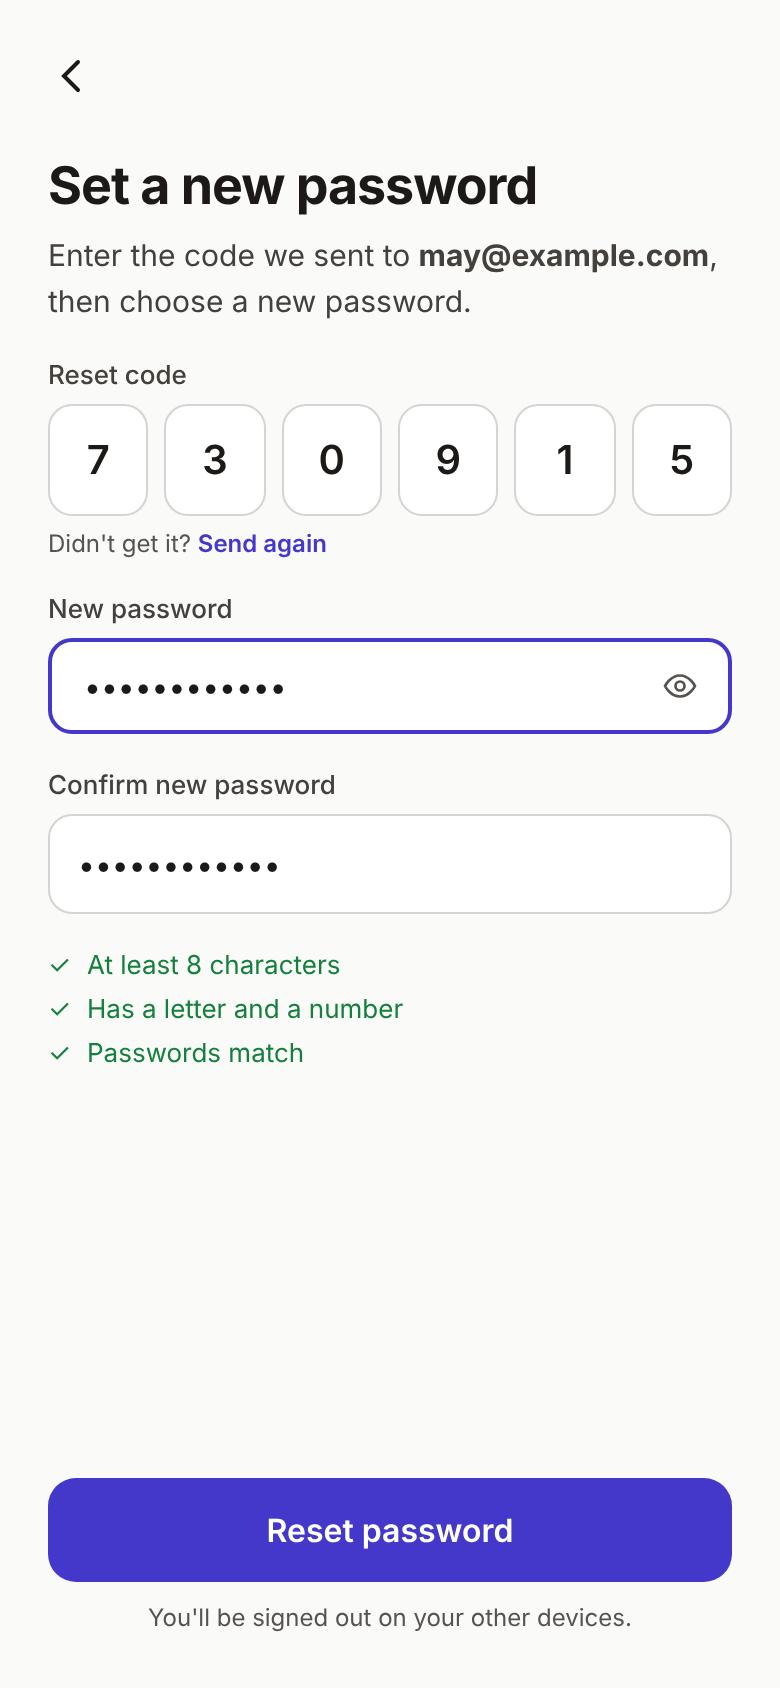 Set a new password
Enter the code we sent to may@example.com,
then choose a new password.
Reset code
7 3 0 9 1 5
Didn't get it? Send again
New password
••••••••••••
Confirm new password
••••••••••••
✓ At least 8 characters
✓ Has a letter and a number
✓ Passwords match
Reset password
You'll be signed out on your other devices.